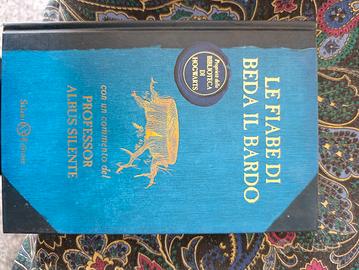 LE FIABE DI
BEDA IL BARDO
Proprietà della
BIBLIOTECA
DI
HOGWARTS
con un commento del
PROFESSOR
ALBUS SILENTE
Salani Editore